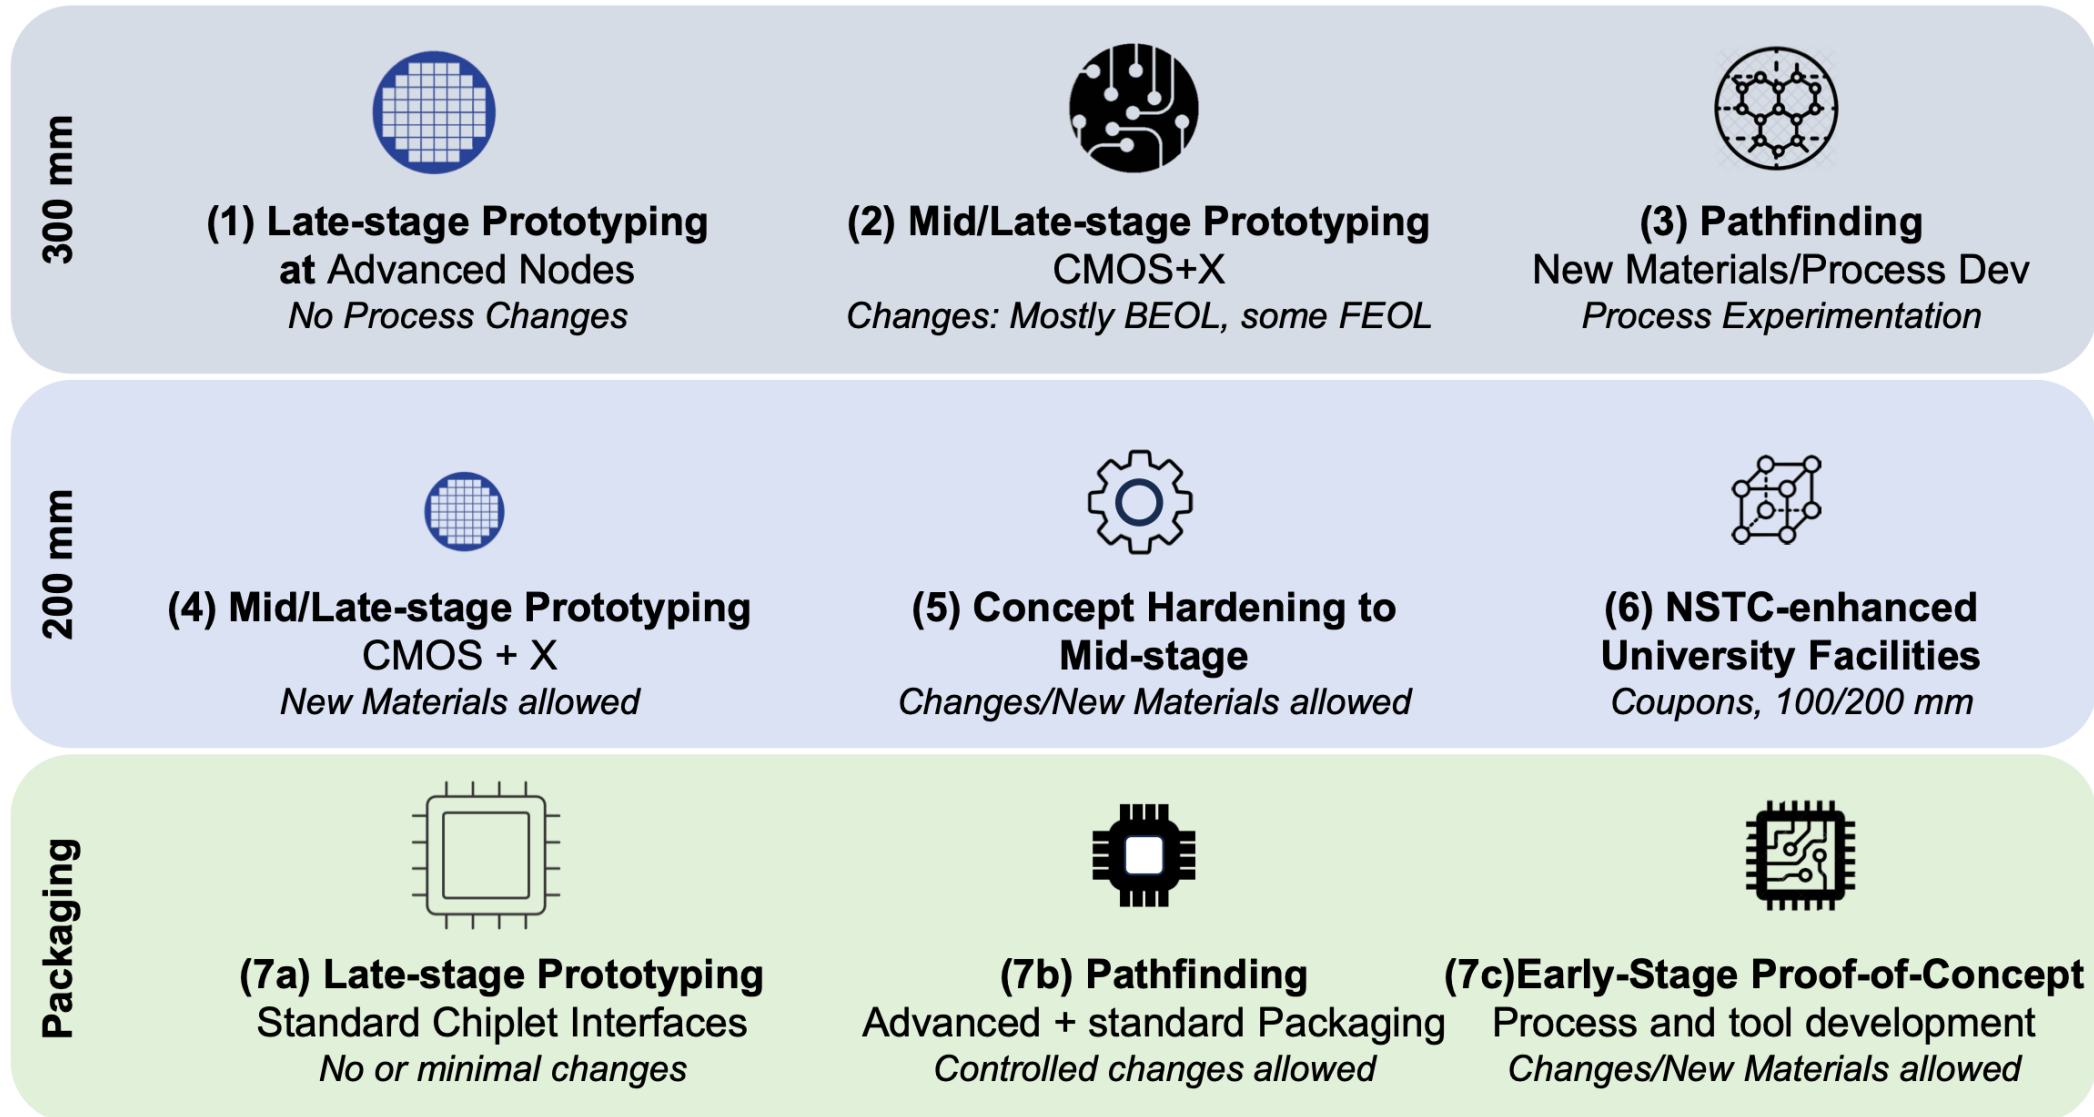 300 mm
(1) Late-stage Prototyping
at Advanced Nodes
No Process Changes
(2) Mid/Late-stage Prototyping
CMOS+X
Changes: Mostly BEOL, some FEOL
(3) Pathfinding
New Materials/Process Dev
Process Experimentation
200 mm
(4) Mid/Late-stage Prototyping
CMOS + X
New Materials allowed
(5) Concept Hardening to
Mid-stage
Changes/New Materials allowed
(6) NSTC-enhanced
University Facilities
Coupons, 100/200 mm
Packaging
(7a) Late-stage Prototyping
Standard Chiplet Interfaces
No or minimal changes
(7b) Pathfinding
Advanced + standard Packaging
Controlled changes allowed
(7c)Early-Stage Proof-of-Concept
Process and tool development
Changes/New Materials allowed